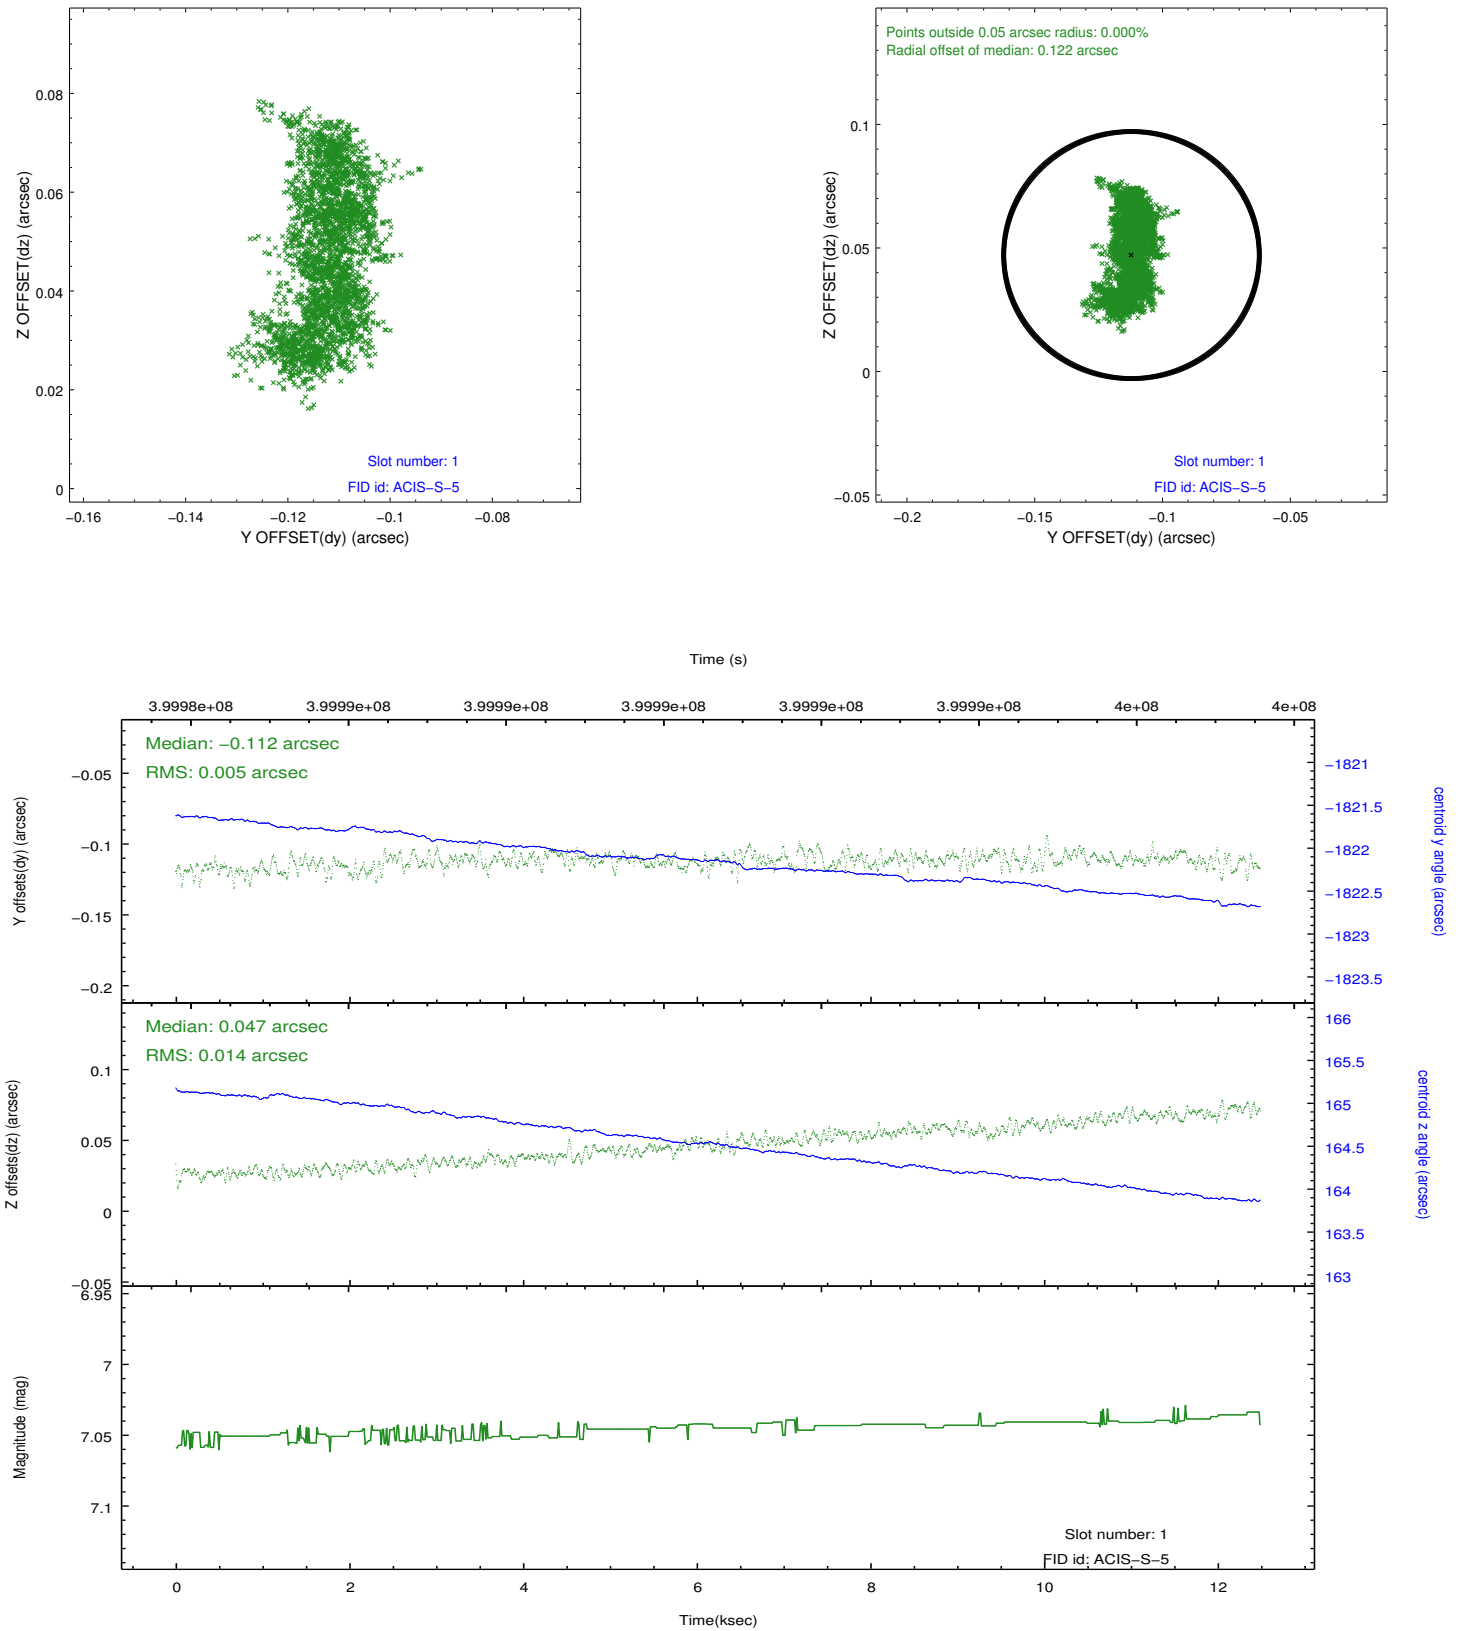 0.08
0.06
0.04
0.02
0
−0.16
−0.14
−0.12
−0.1
−0.08
Z OFFSET(dz) (arcsec)
Y OFFSET(dy) (arcsec)
Slot number: 1
FID id: ACIS−S−5
Points outside 0.05 arcsec radius: 0.000%
Radial offset of median: 0.122 arcsec
0.1
0.05
0
−0.05
−0.2
−0.15
−0.1
−0.05
Z OFFSET(dz) (arcsec)
Y OFFSET(dy) (arcsec)
Slot number: 1
FID id: ACIS−S−5
Time (s)
3.9998e+08
3.9999e+08
3.9999e+08
3.9999e+08
3.9999e+08
3.9999e+08
4e+08
4e+08
Median: −0.112 arcsec
RMS: 0.005 arcsec
−0.05
−0.1
−0.15
−0.2
Y offsets(dy) (arcsec)
−1821
−1821.5
−1822
−1822.5
−1823
−1823.5
centroid y angle (arcsec)
Median: 0.047 arcsec
RMS: 0.014 arcsec
0.1
0.05
0
−0.05
Z offsets(dz) (arcsec)
166
165.5
165
164.5
164
163.5
163
centroid z angle (arcsec)
6.95
7
7.05
7.1
Magnitude (mag)
Slot number: 1
FID id: ACIS−S−5
0
2
4
6
8
10
12
Time(ksec)